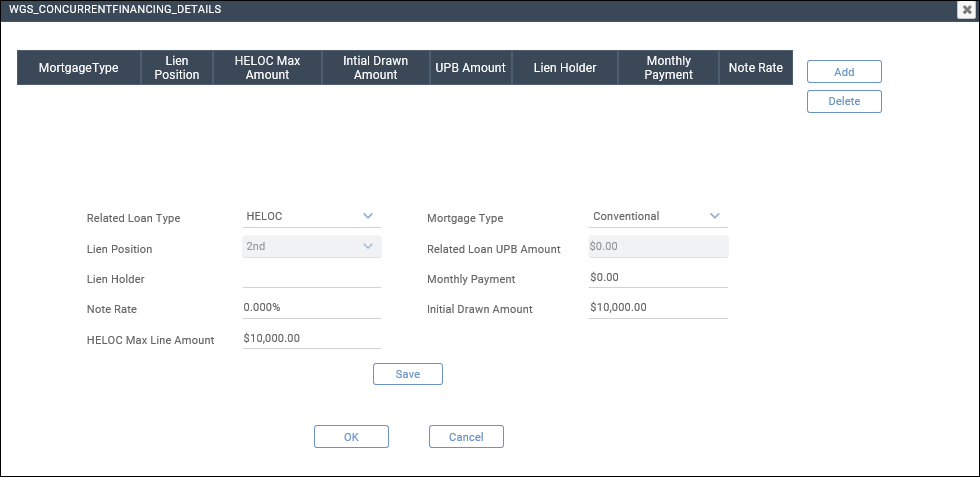 WGS_CONCURRENTFINANCING_DETAILS
MortgageType
Lien
Position
HELOC Max
Amount
Intial Drawn
Amount
UPB Amount
Lien Holder
Monthly
Payment
Note Rate
Add
Delete
Related Loan Type
HELOC
Mortgage Type
Conventional
Lien Position
2nd
Related Loan UPB Amount
$0.00
Lien Holder
Monthly Payment
$0.00
Note Rate
0.000%
Initial Drawn Amount
$10,000.00
HELOC Max Line Amount
$10,000.00
Save
OK
Cancel